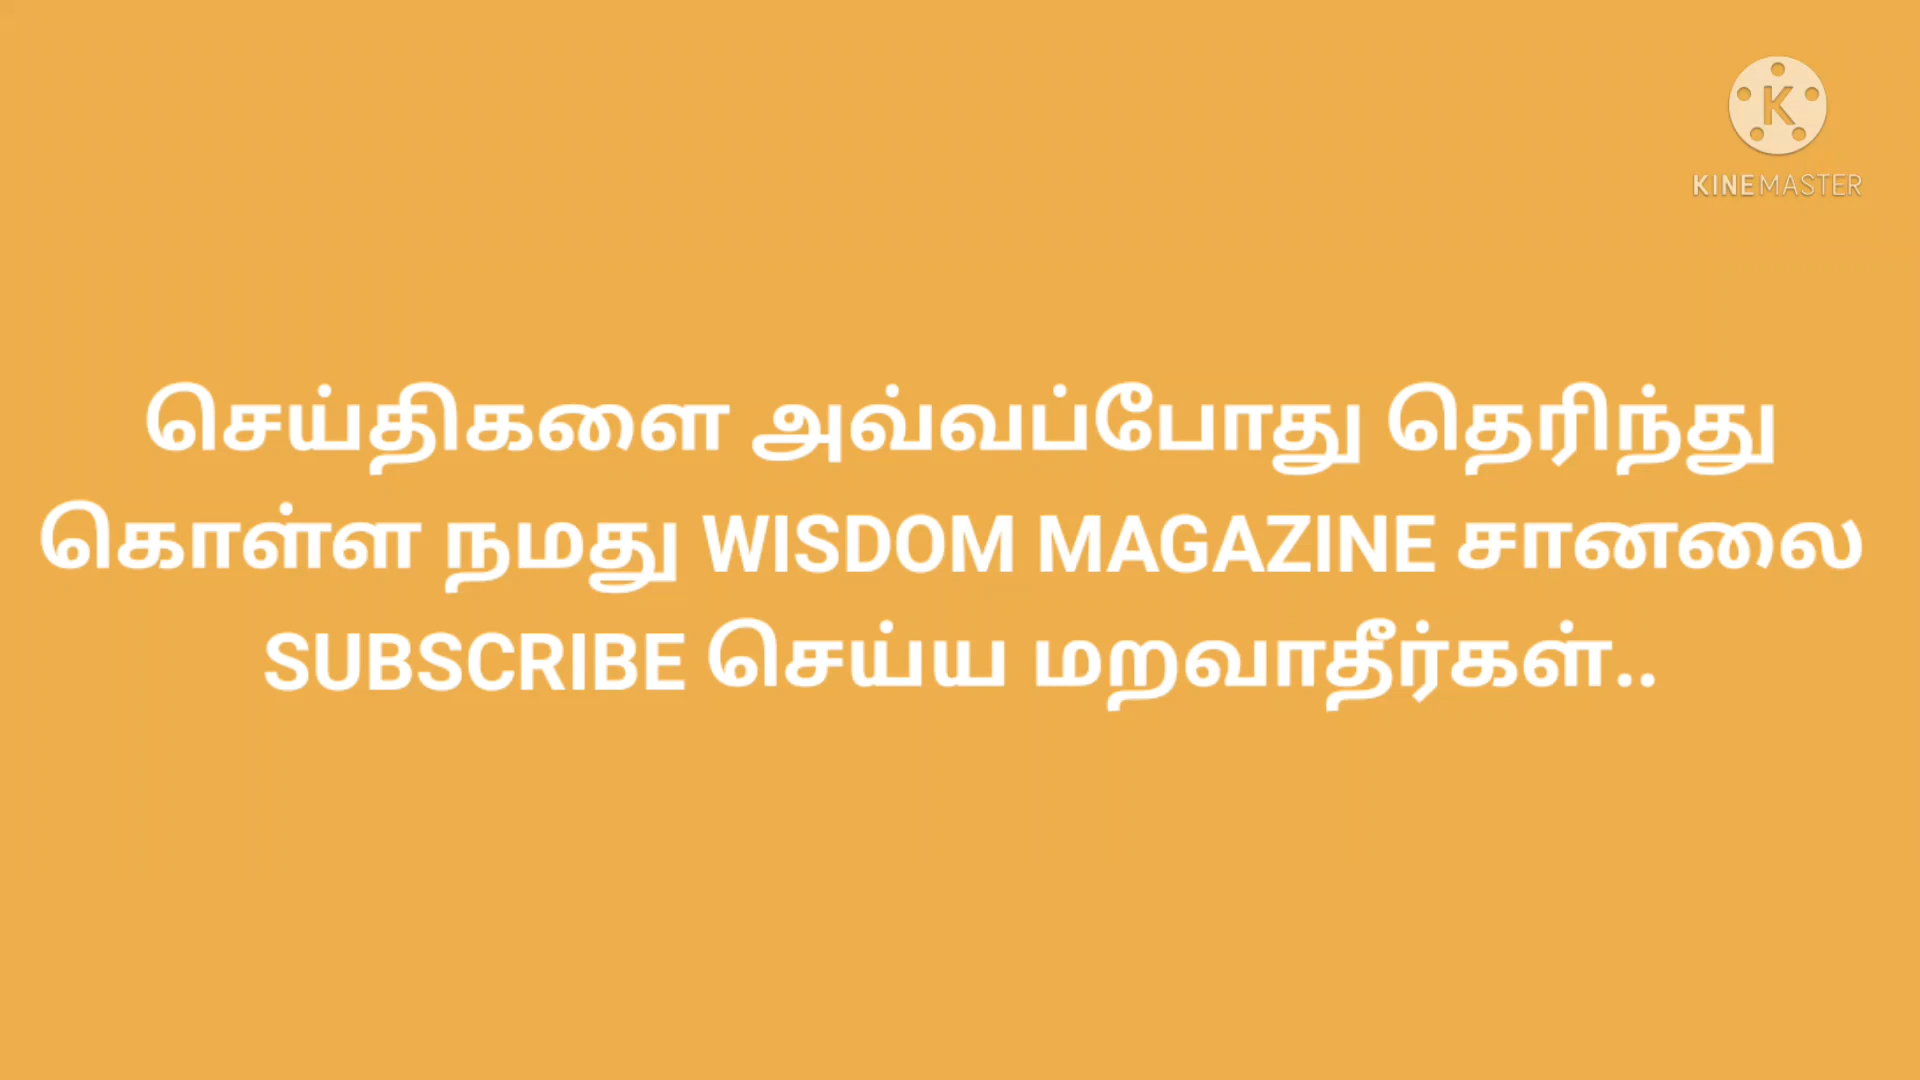 KINEMASTER
செய்திகளை அவ்வப்போது தெரிந்து
கொள்ள நமது WISDOM MAGAZINE சானலை
SUBSCRIBE செய்ய மறவாதீர்கள்..